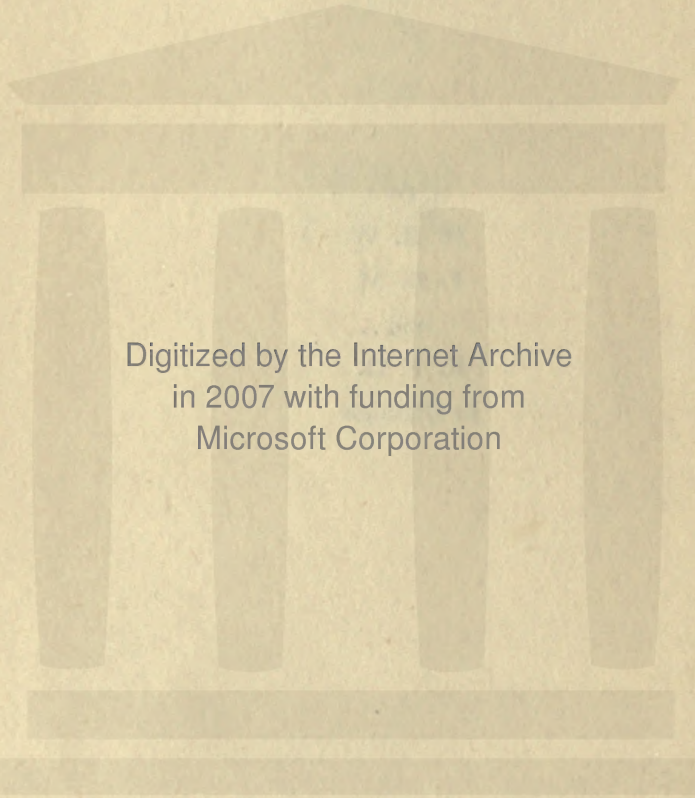 Digitized by the Internet Archive
in 2007 with funding from
Microsoft Corporation